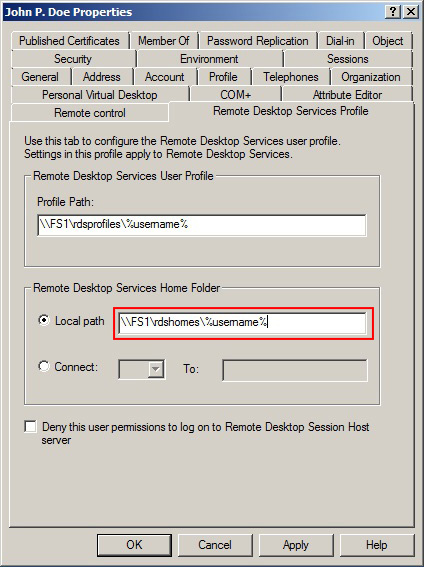 John P. Doe Properties
Published Certificates Member Of Password Replication Dial-in Object
Security Environment Sessions
General Address Account Profile Telephones Organization
Personal Virtual Desktop COM+ Attribute Editor
Remote control Remote Desktop Services Profile
Use this tab to configure the Remote Desktop Services user profile.
Settings in this profile apply to Remote Desktop Services.
Remote Desktop Services User Profile
Profile Path:
\\FS1\rdsprofiles\%username%
Remote Desktop Services Home Folder
Local path \\FS1\rdshomes\%username%
Connect: To:
Deny this user permissions to log on to Remote Desktop Session Host
server
OK Cancel Apply Help